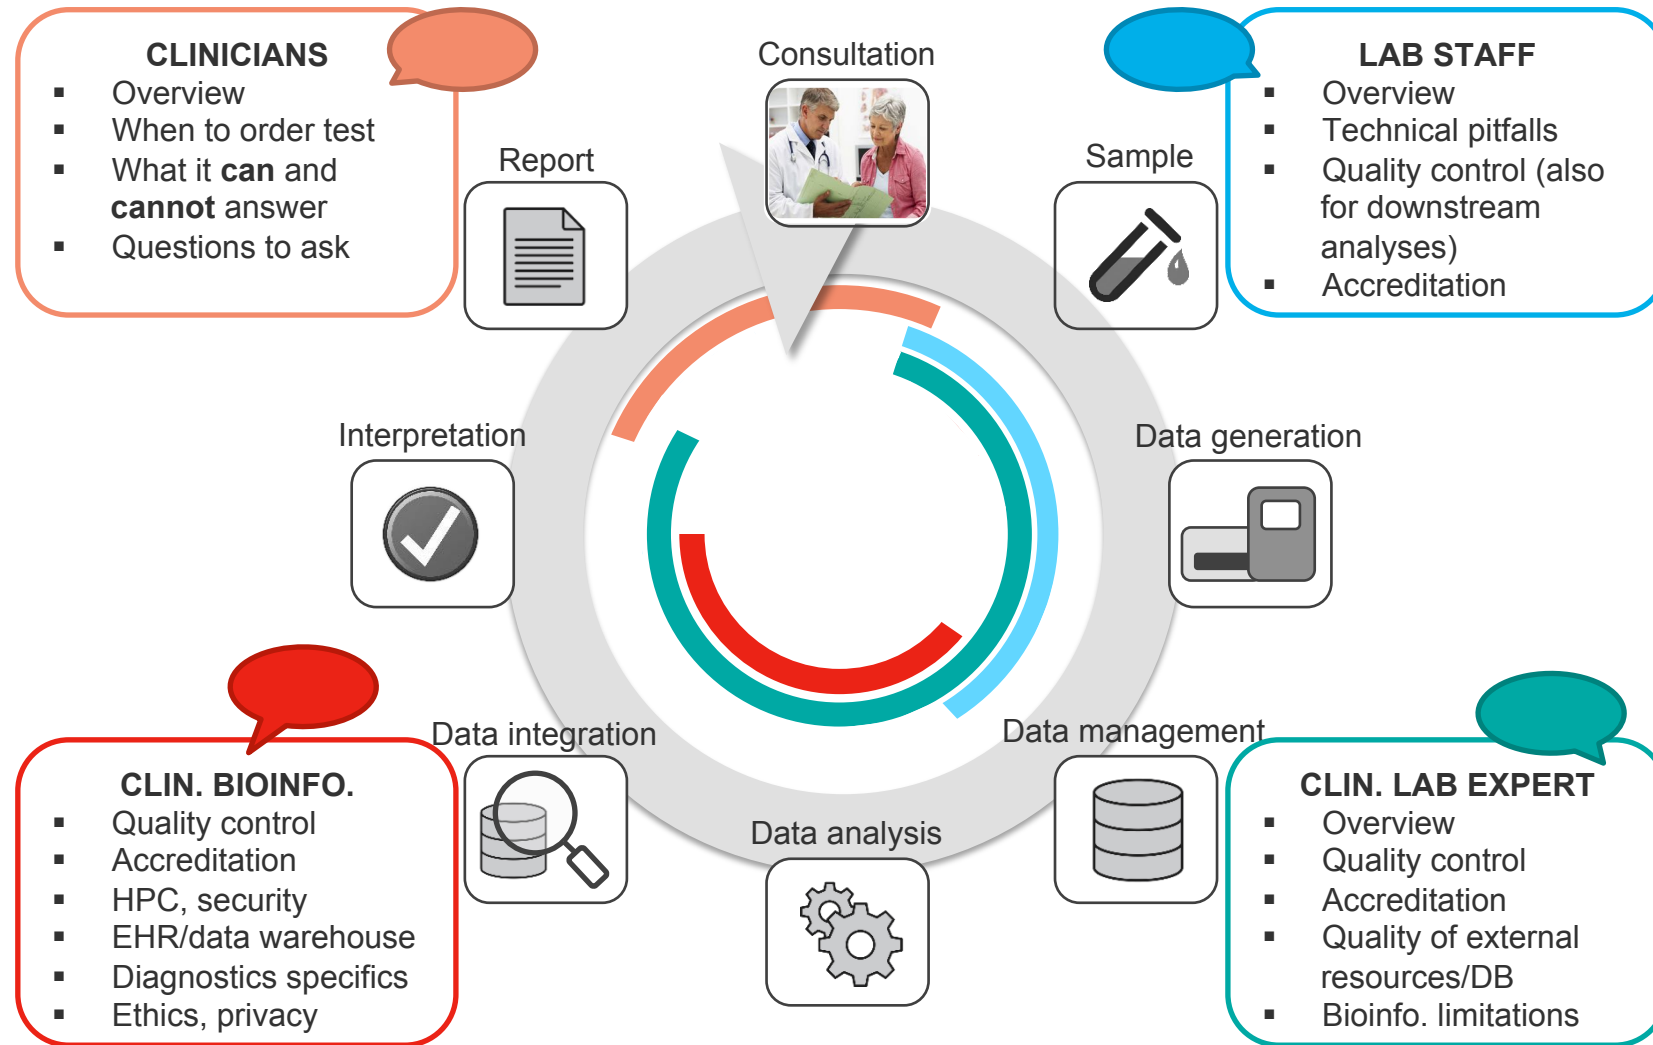 CLINICIANS
▪ Overview
▪ When to order test
▪ What it can and
cannot answer
▪ Questions to ask
Consultation
LAB STAFF
▪ Overview
▪ Technical pitfalls
▪ Quality control (also
for downstream
analyses)
▪ Accreditation
Report
Sample
Interpretation
Data generation
Data integration
Data management
Data analysis
CLIN. BIOINFO.
▪ Quality control
▪ Accreditation
▪ HPC, security
▪ EHR/data warehouse
▪ Diagnostics specifics
▪ Ethics, privacy
CLIN. LAB EXPERT
▪ Overview
▪ Quality control
▪ Accreditation
▪ Quality of external
resources/DB
▪ Bioinfo. limitations